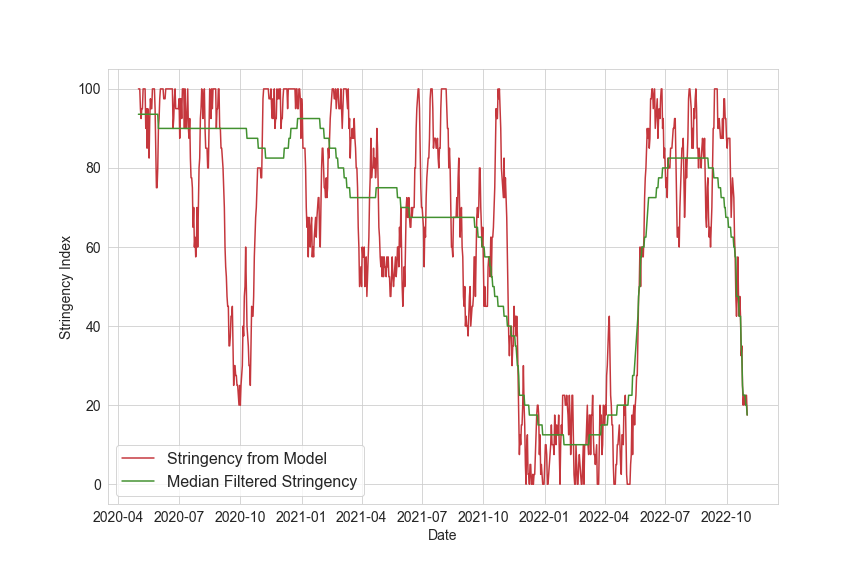 100
80
60
40
20
0
Stringency Index
Stringency from Model
Median Filtered Stringency
2020-04 2020-07 2020-10 2021-01 2021-04 2021-07 2021-10 2022-01 2022-04 2022-07 2022-10
Date